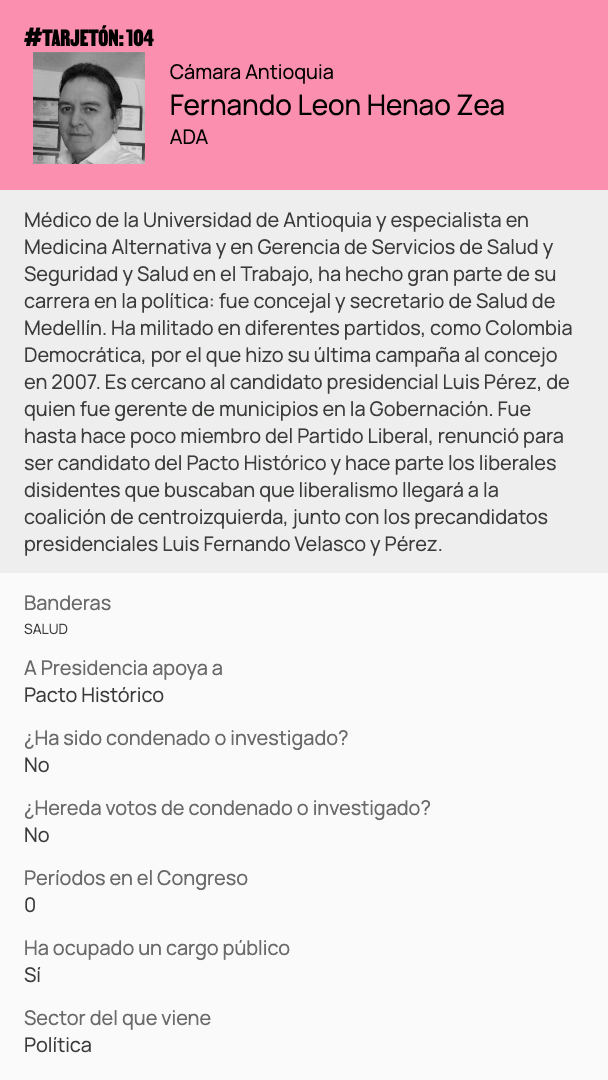 #TARJETÓN: 104
Cámara Antioquia
Fernando Leon Henao Zea
ADA
Médico de la Universidad de Antioquia y especialista en
Medicina Alternativa y en Gerencia de Servicios de Salud y
Seguridad y Salud en el Trabajo, ha hecho gran parte de su
carrera en la política: fue concejal y secretario de Salud de
Medellín. Ha militado en diferentes partidos, como Colombia
Democrática, por el que hizo su última campaña al concejo
en 2007. Es cercano al candidato presidencial Luis Pérez, de
quien fue gerente de municipios en la Gobernación. Fue
hasta hace poco miembro del Partido Liberal, renunció para
ser candidato del Pacto Histórico y hace parte los liberales
disidentes que buscaban que liberalismo llegará a la
coalición de centroizquierda, junto con los precandidatos
presidenciales Luis Fernando Velasco y Pérez.
Banderas
SALUD
A Presidencia apoya a
Pacto Histórico
¿Ha sido condenado o investigado?
No
¿Hereda votos de condenado o investigado?
No
Períodos en el Congreso
0
Ha ocupado un cargo público
Sí
Sector del que viene
Política